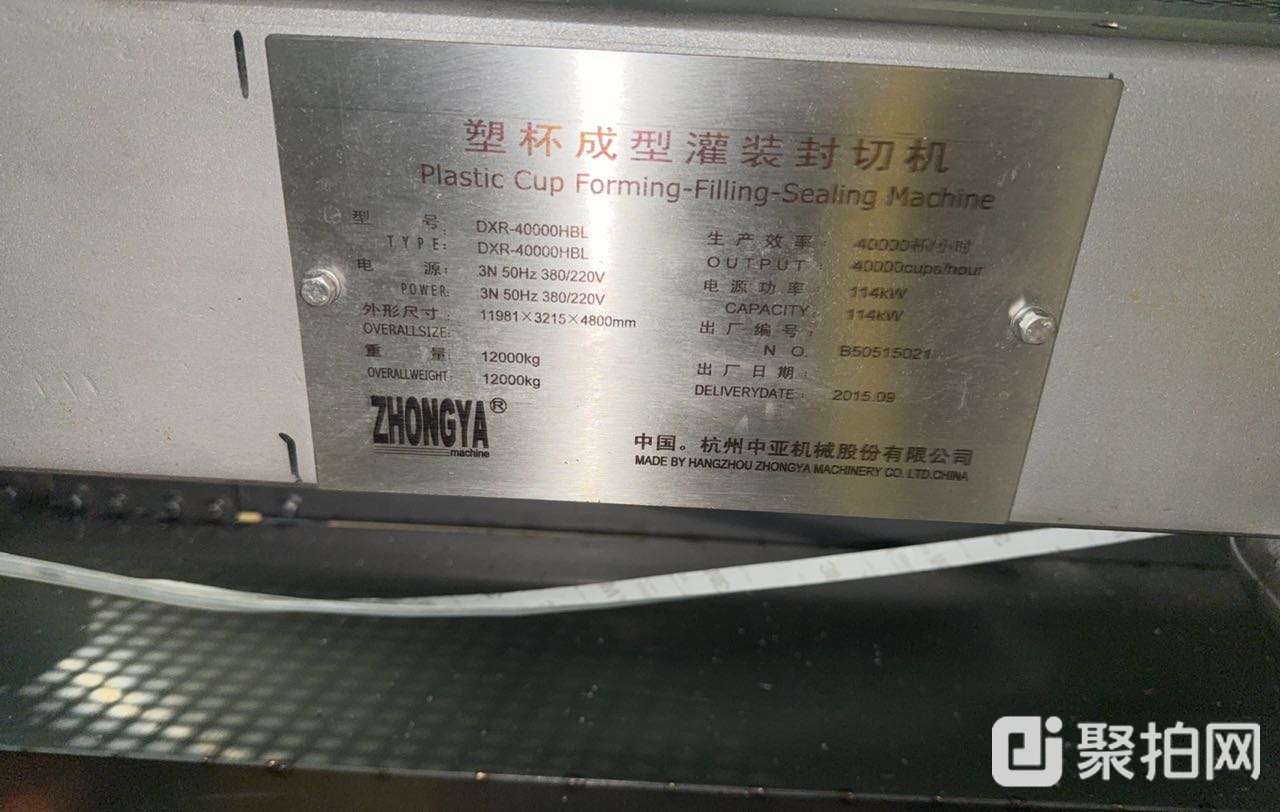 塑杯成型灌装封切机
Plastic Cup Forming-Filling-Sealing Machine
型号: DXR-40000HBL
TYPE: DXR-40000HBL
电源: 3N 50Hz 380/220V
POWER: 3N 50Hz 380/220V
外形尺寸: 11981×3215×4800mm
OVERALLSIZE:
重量: 12000kg
OVERALLWEIGHT: 12000kg
生产效率: 40000杯/小时
OUTPUT: 40000cups/hour
电源功率: 114kW
CAPACITY: 114kW
出厂编号:
NO. B50515021
出厂日期:
DELIVERYDATE: 2015.09
ZHONGYA®
machine
中国。杭州中亚机械股份有限公司
MADE BY HANGZHOU ZHONGYA MACHINERY CO. LTD.CHINA
聚拍网